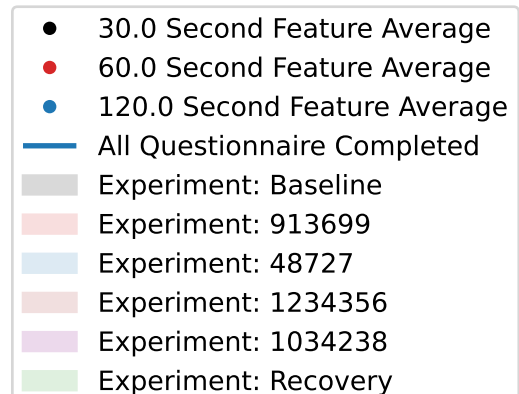 30.0 Second Feature Average
60.0 Second Feature Average
120.0 Second Feature Average
All Questionnaire Completed
Experiment: Baseline
Experiment: 913699
Experiment: 48727
Experiment: 1234356
Experiment: 1034238
Experiment: Recovery